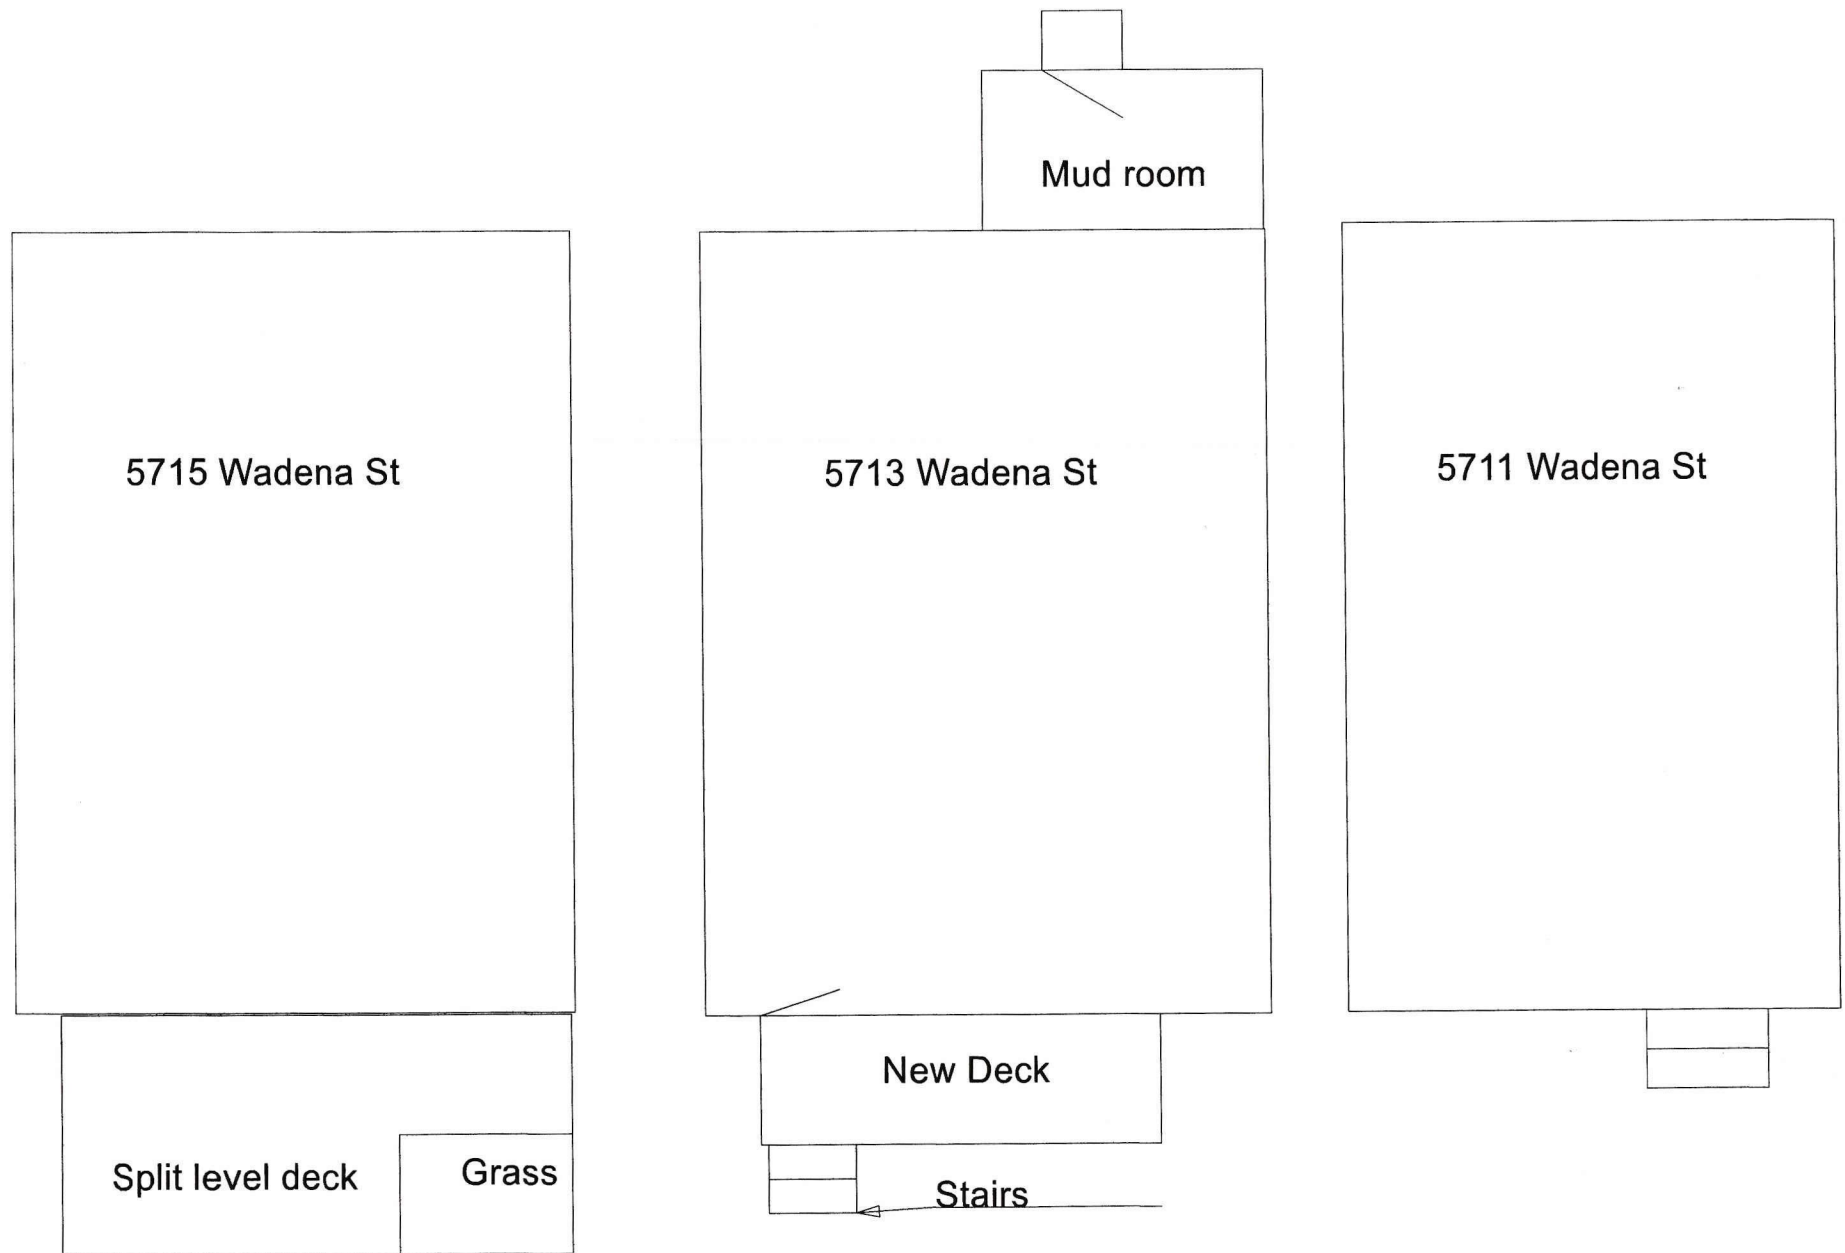 Mud room
5715 Wadena St
5713 Wadena St
5711 Wadena St
New Deck
Split level deck
Grass
Stairs